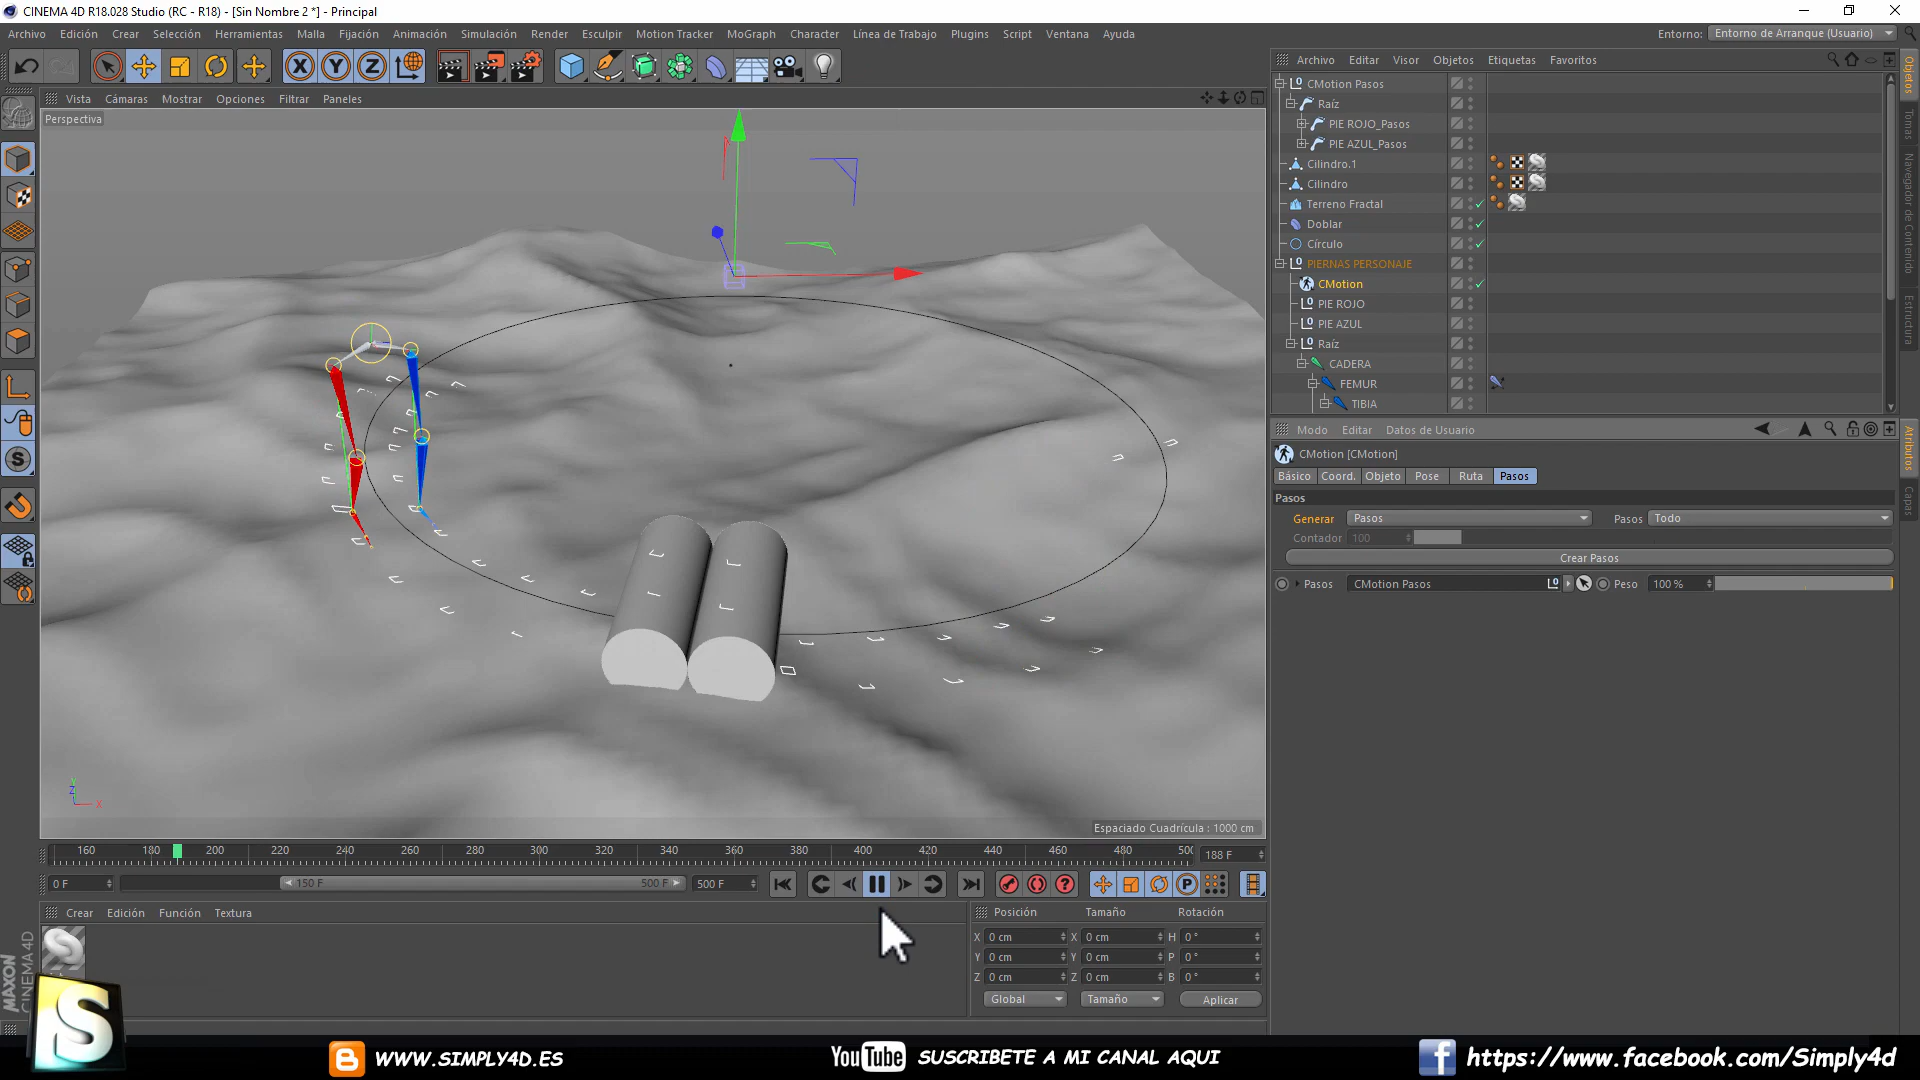 CINEMA 4D R18.028 Studio (RC - R18) - [Sin Nombre 2 *] - Principal
Archivo Edición Crear Selección Herramientas Malla Fijación Animación Simulación Render Esculpir Motion Tracker MoGraph Character Línea de Trabajo Plugins Script Ventana Ayuda
Entorno: Entorno de Arranque (Usuario)
X Y Z
Vista Cámaras Mostrar Opciones Filtrar Paneles
Perspectiva
Archivo Editar Visor Objetos Etiquetas Favoritos
CMotion Pasos
Raíz
PIE ROJO_Pasos
PIE AZUL_Pasos
Cilindro.1
Cilindro
Terreno Fractal
Doblar
Círculo
PIERNAS PERSONAJE
CMotion
PIE ROJO
PIE AZUL
Raíz
CADERA
FEMUR
TIBIA
Objetos
Tomas
Navegador de Contenido
Estructura
Modo Editar Datos de Usuario
CMotion [CMotion]
Básico Coord. Objeto Pose Ruta Pasos
Pasos
Generar Pasos Pasos Todo
Contador 100
Crear Pasos
Pasos CMotion Pasos Peso 100 %
Atributos
Capas
Y
Z
X
Espaciado Cuadrícula : 1000 cm
160 180 200 220 240 260 280 300 320 340 360 380 400 420 440 460 480 500 188 F
0 F 150 F 500 F 500 F
Crear Edición Función Textura
Posición Tamaño Rotación
X 0 cm X 0 cm H 0 °
Y 0 cm Y 0 cm P 0 °
Z 0 cm Z 0 cm B 0 °
Global Tamaño Aplicar
MAXON
CINEMA 4D
S
WWW.SIMPLY4D.ES
YouTube SUSCRIBETE A MI CANAL AQUI
f https://www.facebook.com/Simply4d